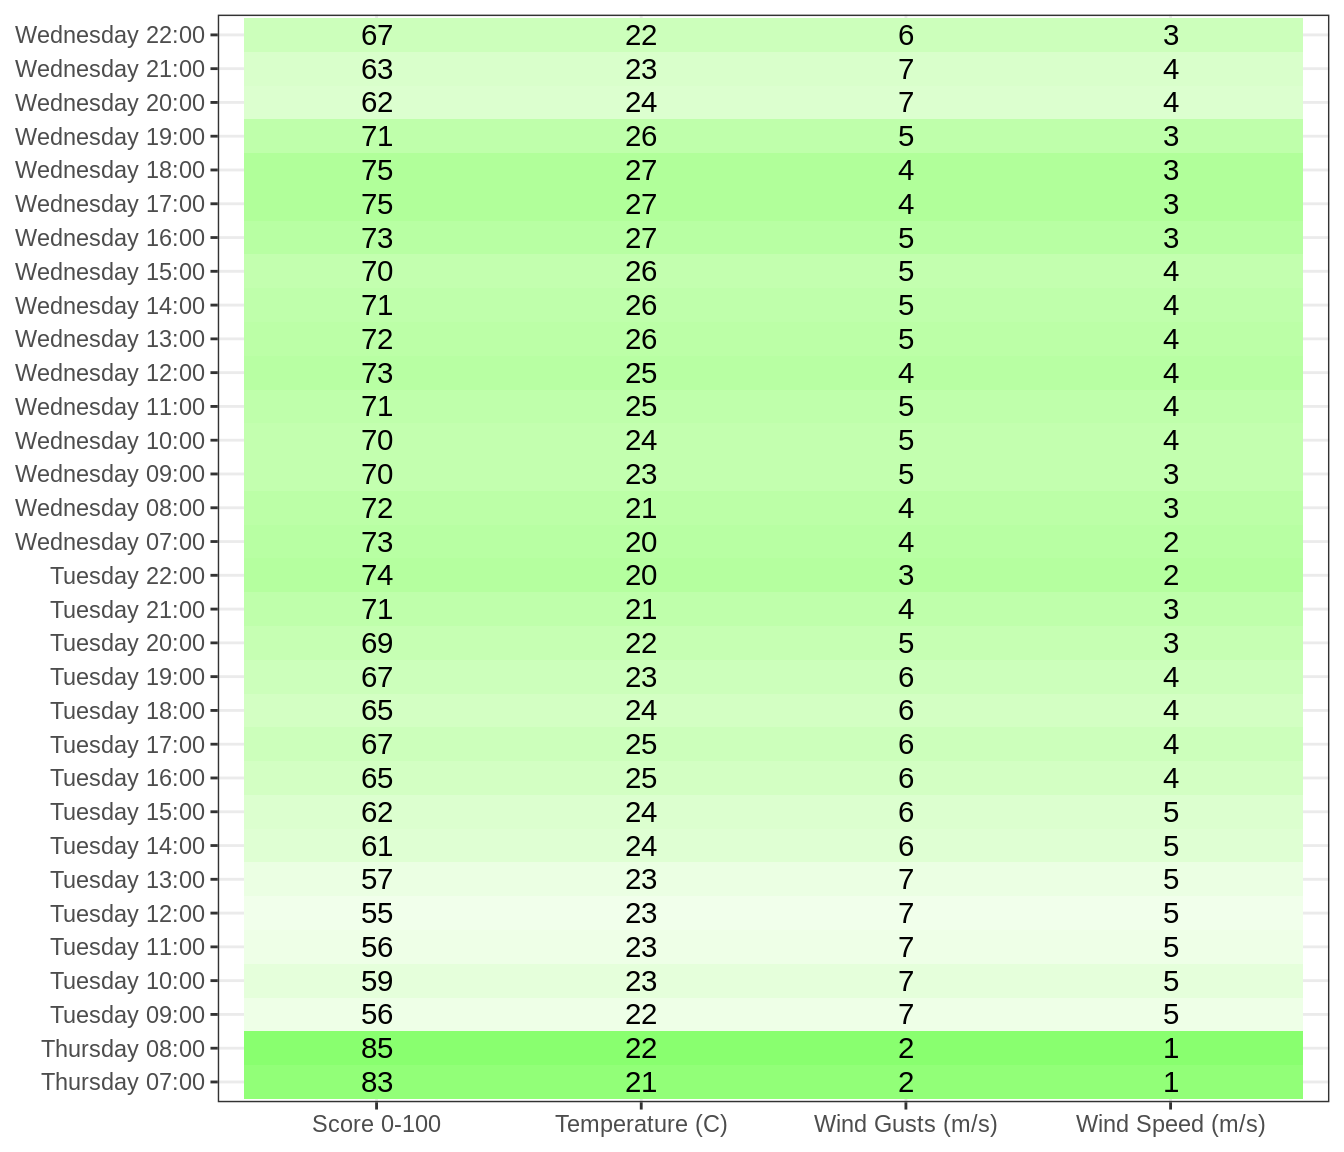 Wednesday 22:00 67 22 6 3
Wednesday 21:00 63 23 7 4
Wednesday 20:00 62 24 7 4
Wednesday 19:00 71 26 5 3
Wednesday 18:00 75 27 4 3
Wednesday 17:00 75 27 4 3
Wednesday 16:00 73 27 5 3
Wednesday 15:00 70 26 5 4
Wednesday 14:00 71 26 5 4
Wednesday 13:00 72 26 5 4
Wednesday 12:00 73 25 4 4
Wednesday 11:00 71 25 5 4
Wednesday 10:00 70 24 5 4
Wednesday 09:00 70 23 5 3
Wednesday 08:00 72 21 4 3
Wednesday 07:00 73 20 4 2
Tuesday 22:00 74 20 3 2
Tuesday 21:00 71 21 4 3
Tuesday 20:00 69 22 5 3
Tuesday 19:00 67 23 6 4
Tuesday 18:00 65 24 6 4
Tuesday 17:00 67 25 6 4
Tuesday 16:00 65 25 6 4
Tuesday 15:00 62 24 6 5
Tuesday 14:00 61 24 6 5
Tuesday 13:00 57 23 7 5
Tuesday 12:00 55 23 7 5
Tuesday 11:00 56 23 7 5
Tuesday 10:00 59 23 7 5
Tuesday 09:00 56 22 7 5
Thursday 08:00 85 22 2 1
Thursday 07:00 83 21 2 1
Score 0-100 Temperature (C) Wind Gusts (m/s) Wind Speed (m/s)